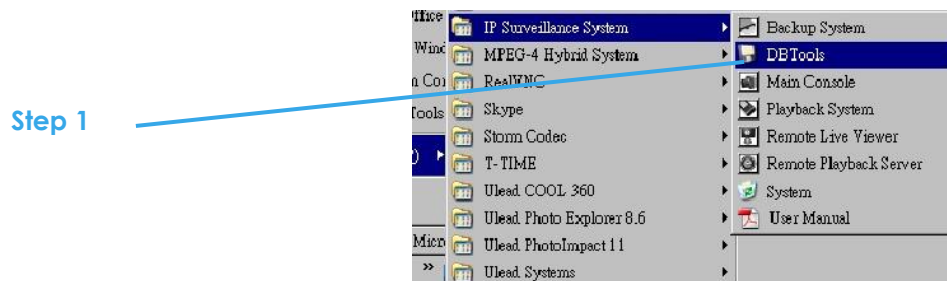 Step 1
IP Surveillance System
MPEG-4 Hybrid System
RealVNC
Skype
Storm Codec
T-TIME
Ulead COOL 360
Ulead Photo Explorer 8.6
Ulead PhotoImpact 11
Ulead Systems
Tools
Micr
»
Backup System
DBTools
Main Console
Playback System
Remote Live Viewer
Remote Playback Server
System
User Manual